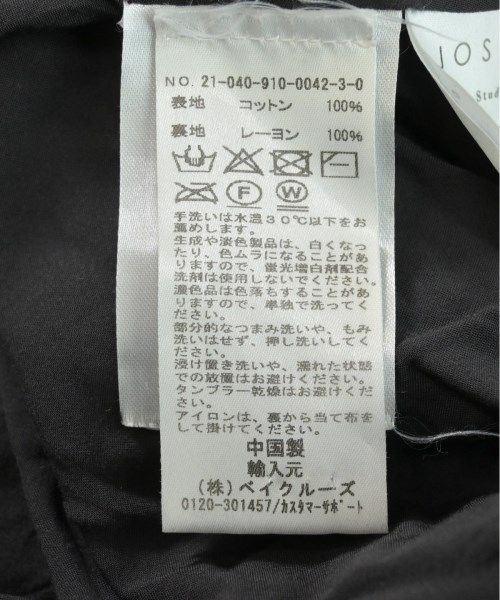 NO. 21-040-910-0042-3-0
表地 コットン 100%
裏地 レーヨン 100%
F W
手洗いは水温30℃以下をお
薦めします。
生成や淡色製品は、白くなっ
たり、色ムラになることがあ
りますので、蛍光増白剤配合
洗剤は使用しないでください。
濃色品は色落ちすることがあ
りますので、単独で洗ってく
ださい。
部分的なつまみ洗いや、もみ
洗いはせず、押し洗いしてく
ださい。
浸け置き洗いや、濡れた状態
での放置はお避けください。
タンブラー乾燥はお避けくだ
さい。
アイロンは、裏から当て布を
して掛けてください。
中国製
輸入元
(株)ベイクルーズ
0120-301457/カスタマーサポート
JOS
Stud